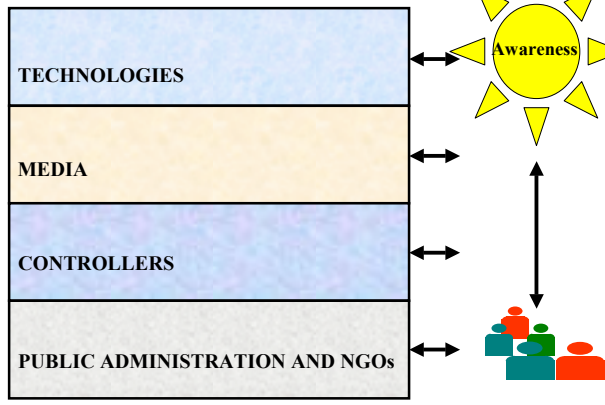 Awareness
TECHNOLOGIES
MEDIA
CONTROLLERS
PUBLIC ADMINISTRATION AND NGOs